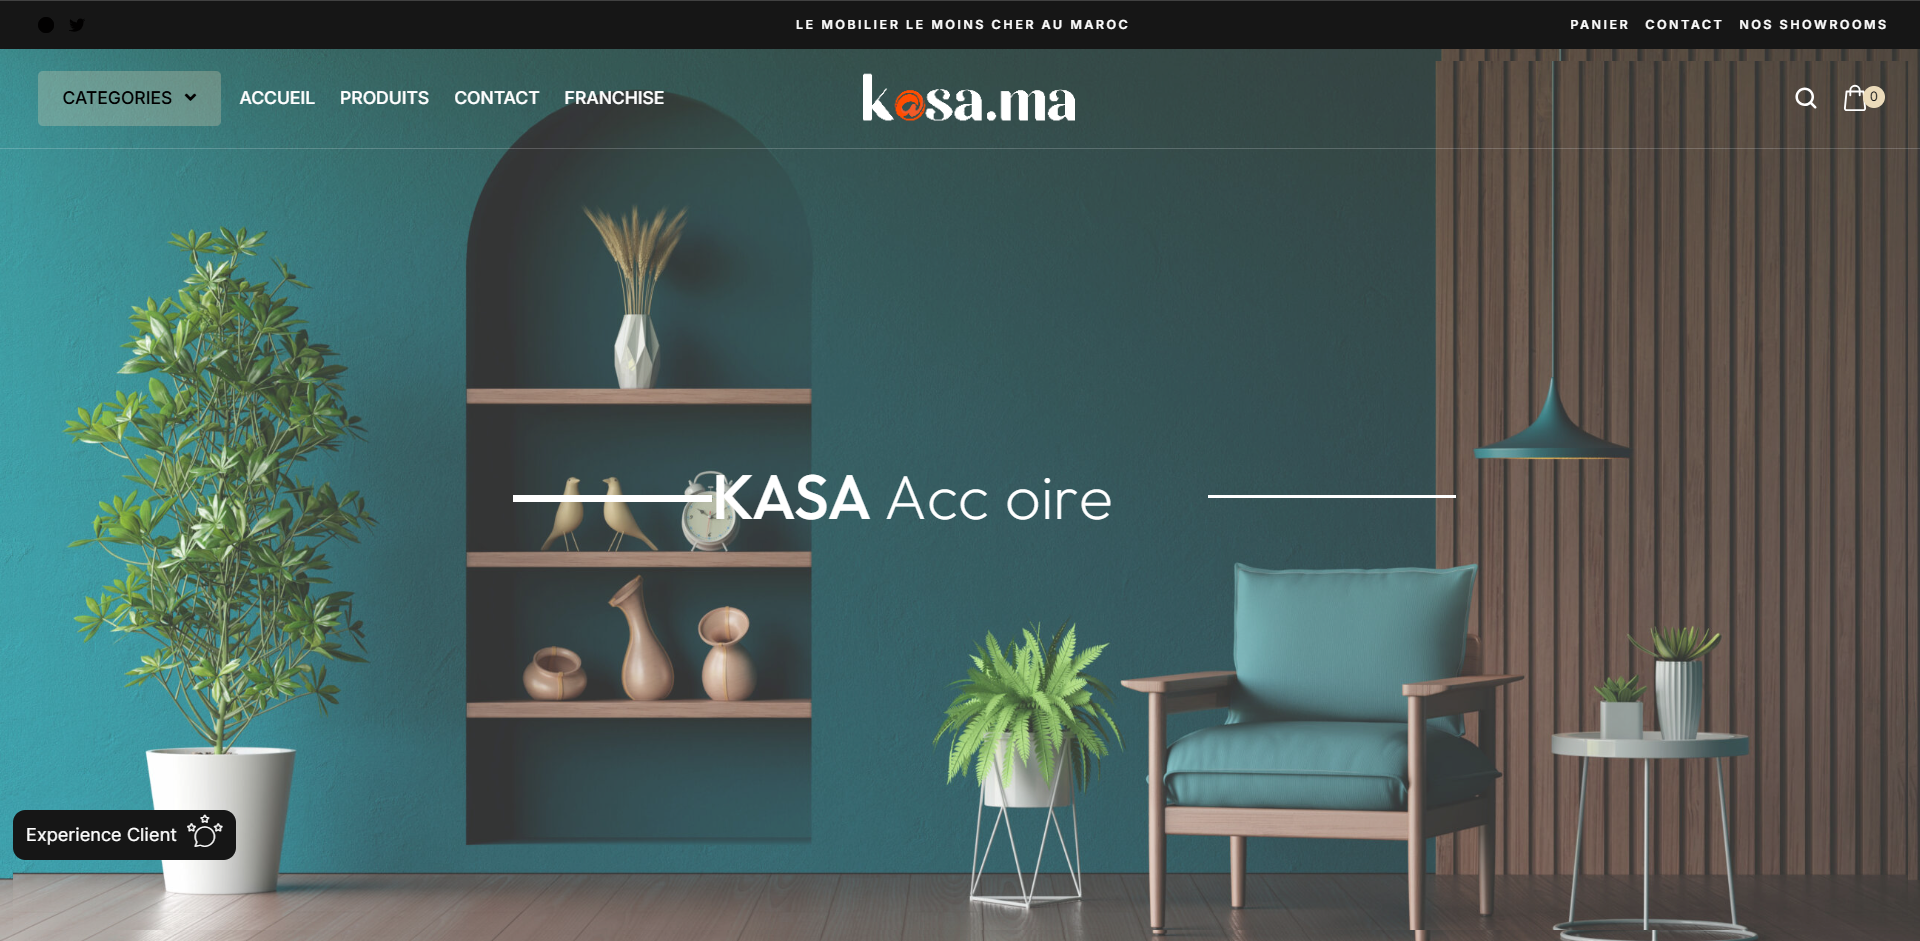 LE MOBILIER LE MOINS CHER AU MAROC
PANIER CONTACT NOS SHOWROOMS
CATEGORIES ACCUEIL PRODUITS CONTACT FRANCHISE
kasa.ma
0
KASA Acc oire
Experience Client